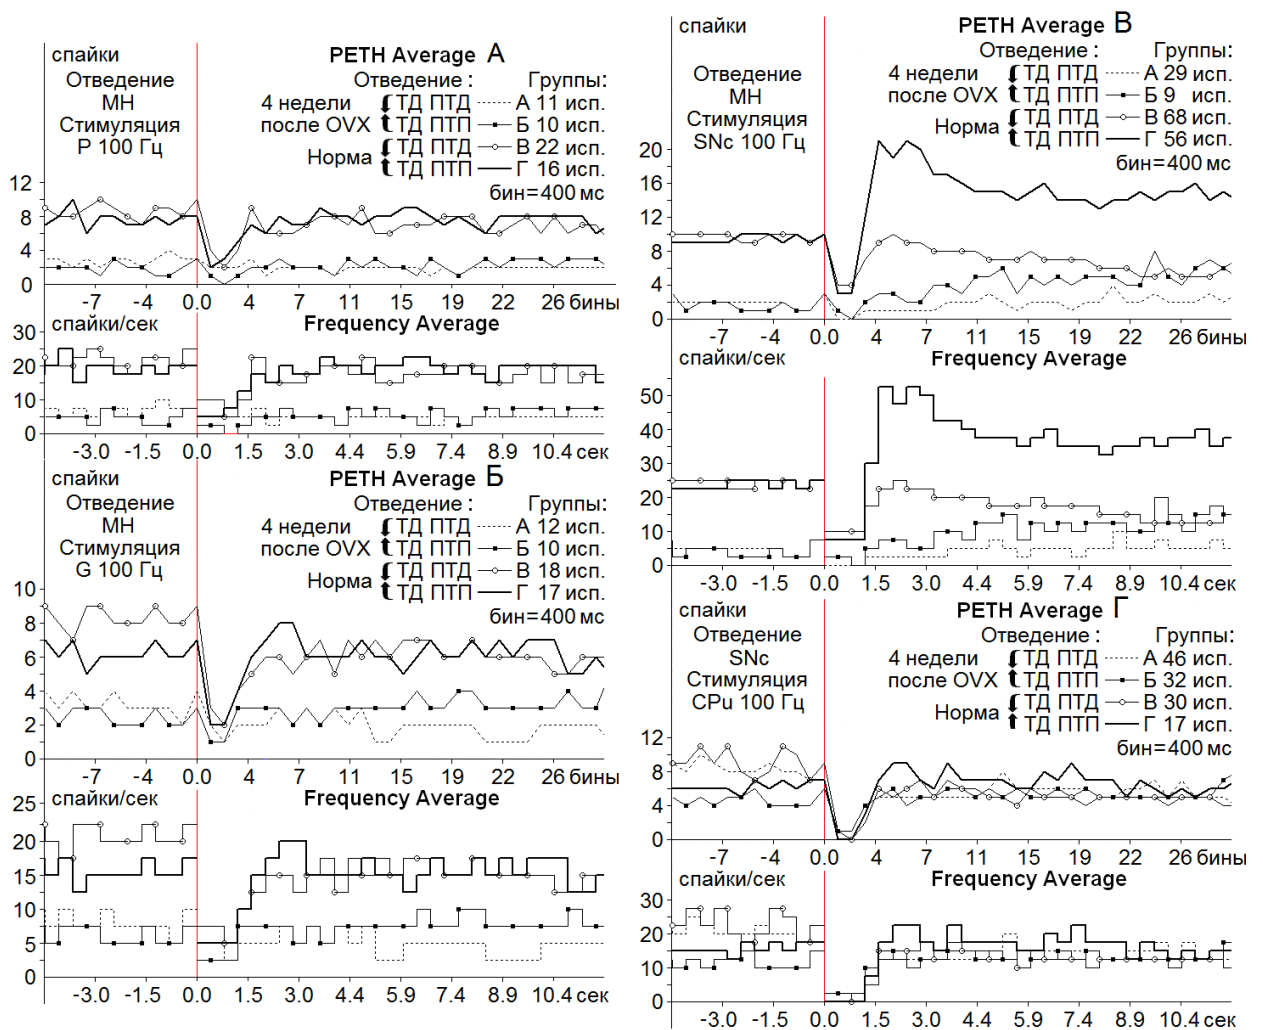 спайки
PETH Average А
Отведение
МН
Стимуляция
P 100 Гц
Отведение : Группы:
4 недели
после OVX
ТД ПТД А 11 исп.
ТД ПТП Б 10 исп.
Норма
ТД ПТД В 22 исп.
ТД ПТП Г 16 исп.
бин=400 мс
12
8
4
0
-7 -4 0.0 4 7 11 15 19 22 26 бины
спайки/сек
Frequency Average
30
20
10
0
-3.0 -1.5 0.0 1.5 3.0 4.4 5.9 7.4 8.9 10.4 сек
спайки
PETH Average Б
Отведение
МН
Стимуляция
G 100 Гц
Отведение : Группы:
4 недели
после OVX
ТД ПТД А 12 исп.
ТД ПТП Б 10 исп.
Норма
ТД ПТД В 18 исп.
ТД ПТП Г 17 исп.
бин=400 мс
10
8
6
4
2
0
-7 -4 0.0 4 7 11 15 19 22 26 бины
спайки/сек
Frequency Average
25
20
15
10
5
0
-3.0 -1.5 0.0 1.5 3.0 4.4 5.9 7.4 8.9 10.4 сек
спайки
PETH Average В
Отведение
МН
Стимуляция
SNc 100 Гц
Отведение : Группы:
4 недели
после OVX
ТД ПТД А 29 исп.
ТД ПТП Б 9 исп.
Норма
ТД ПТД В 68 исп.
ТД ПТП Г 56 исп.
бин=400 мс
20
16
12
8
4
0
-7 -4 0.0 4 7 11 15 19 22 26 бины
спайки/сек
Frequency Average
50
40
30
20
10
0
-3.0 -1.5 0.0 1.5 3.0 4.4 5.9 7.4 8.9 10.4 сек
спайки
PETH Average Г
Отведение
SNc
Стимуляция
CPu 100 Гц
Отведение : Группы:
4 недели
после OVX
ТД ПТД А 46 исп.
ТД ПТП Б 32 исп.
Норма
ТД ПТД В 30 исп.
ТД ПТП Г 17 исп.
бин=400 мс
12
8
4
0
-7 -4 0.0 4 7 11 15 19 22 26 бины
спайки/сек
Frequency Average
30
20
10
0
-3.0 -1.5 0.0 1.5 3.0 4.4 5.9 7.4 8.9 10.4 сек